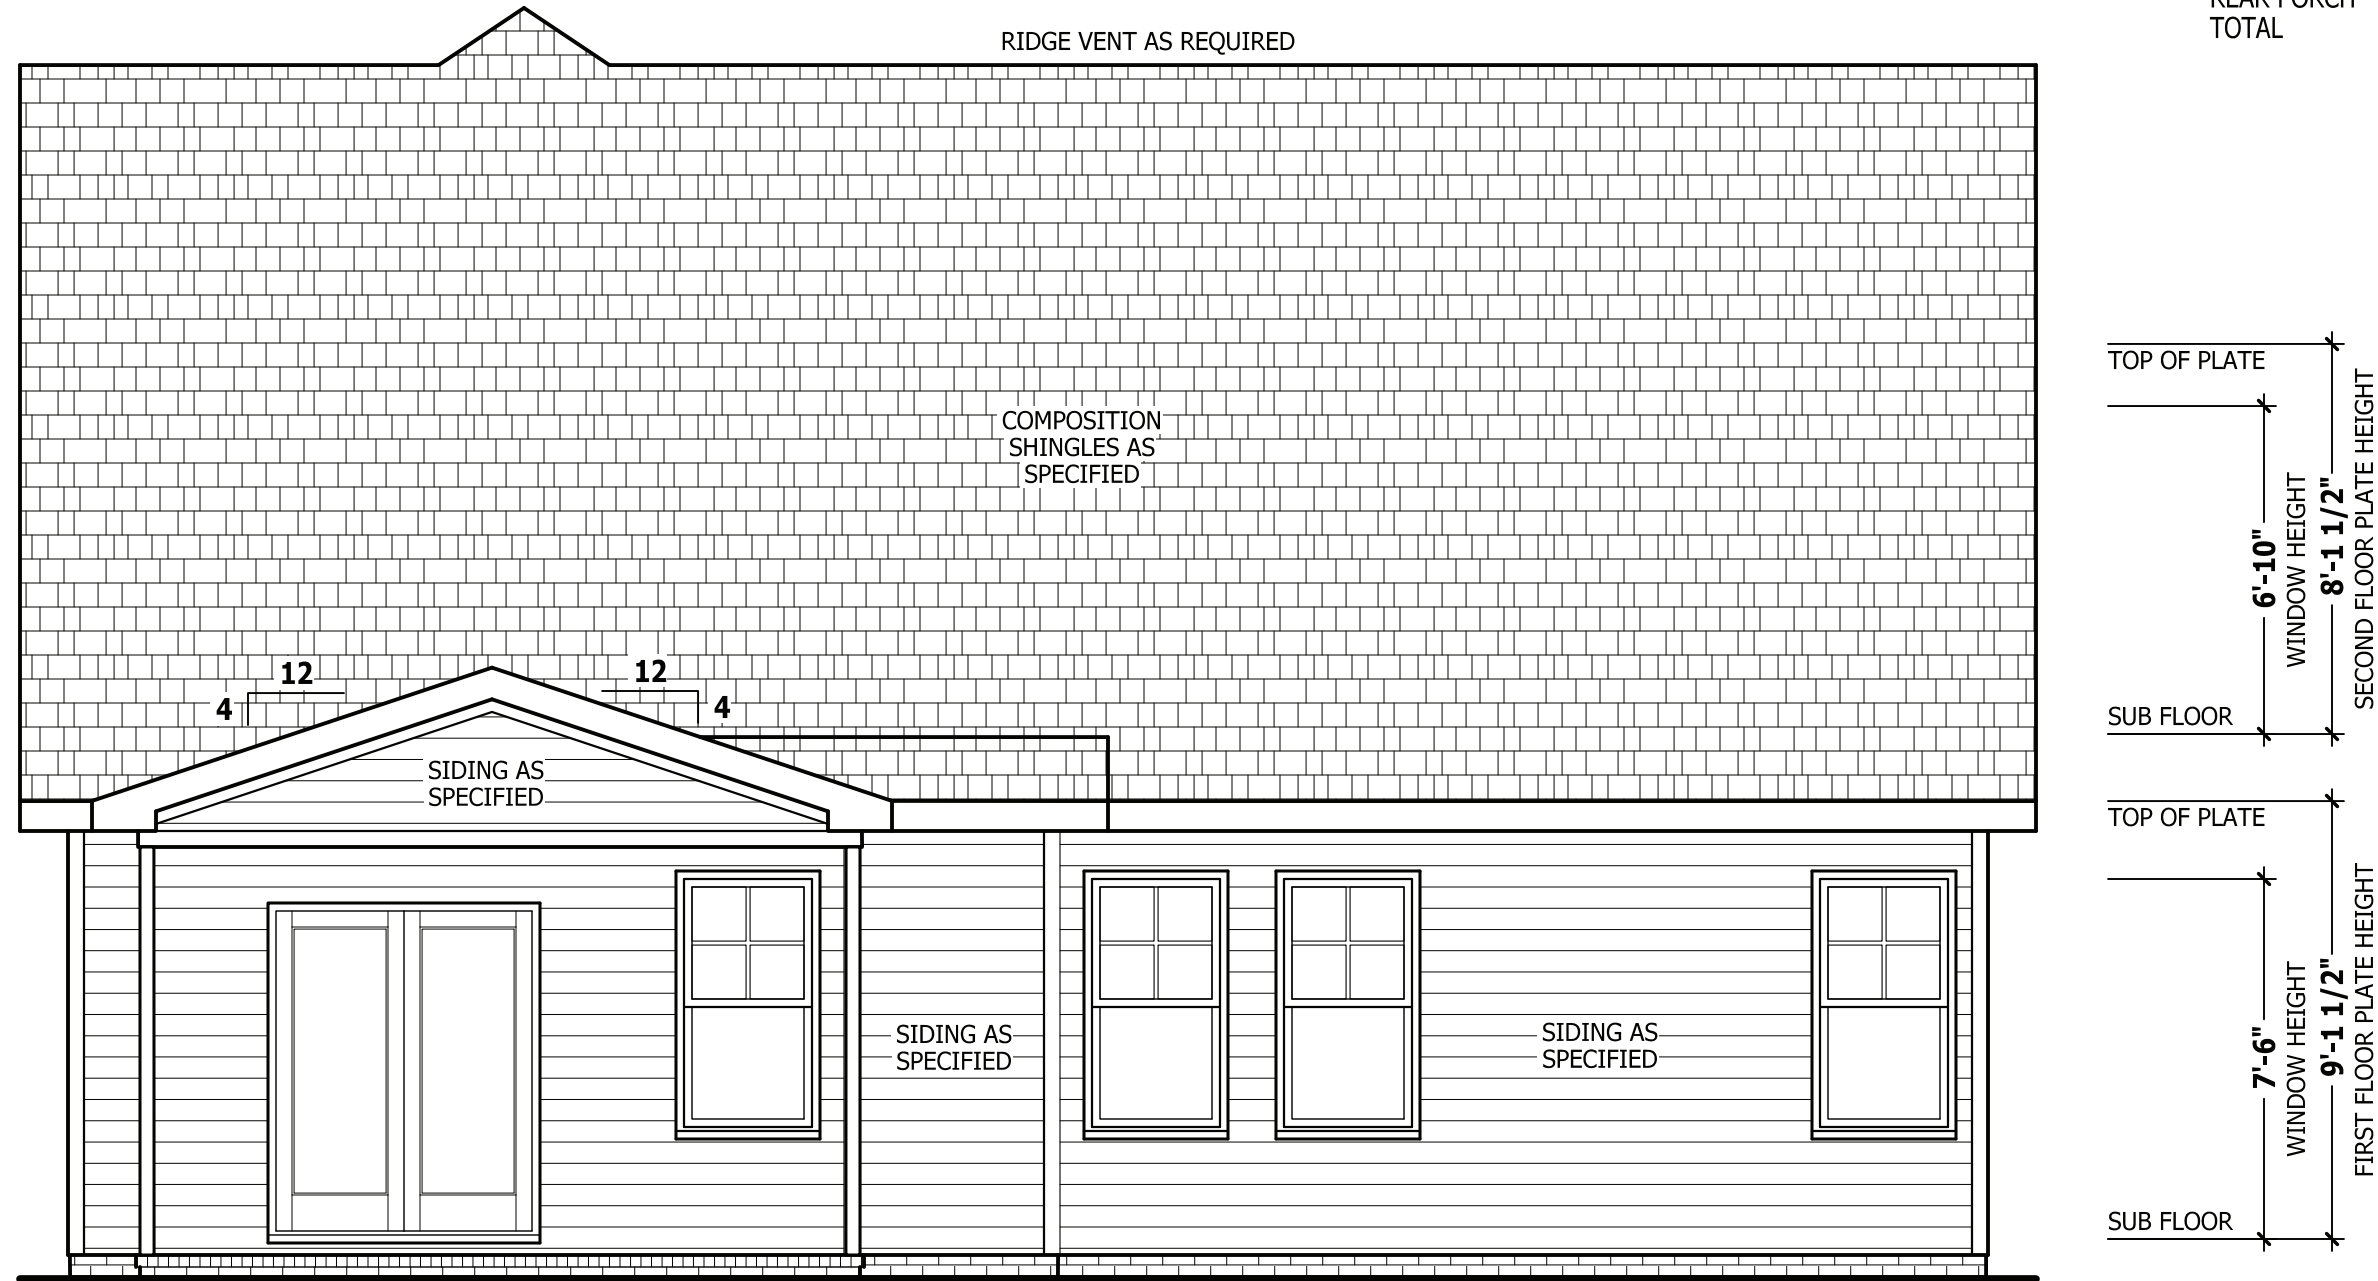 REAR PORCH
TOTAL
RIDGE VENT AS REQUIRED
COMPOSITION
SHINGLES AS
SPECIFIED
12
4
12
4
SIDING AS
SPECIFIED
SIDING AS
SPECIFIED
SIDING AS
SPECIFIED
TOP OF PLATE
6'-10"
WINDOW HEIGHT
8'-1 1/2"
SECOND FLOOR PLATE HEIGHT
SUB FLOOR
TOP OF PLATE
7'-6"
WINDOW HEIGHT
9'-1 1/2"
FIRST FLOOR PLATE HEIGHT
SUB FLOOR